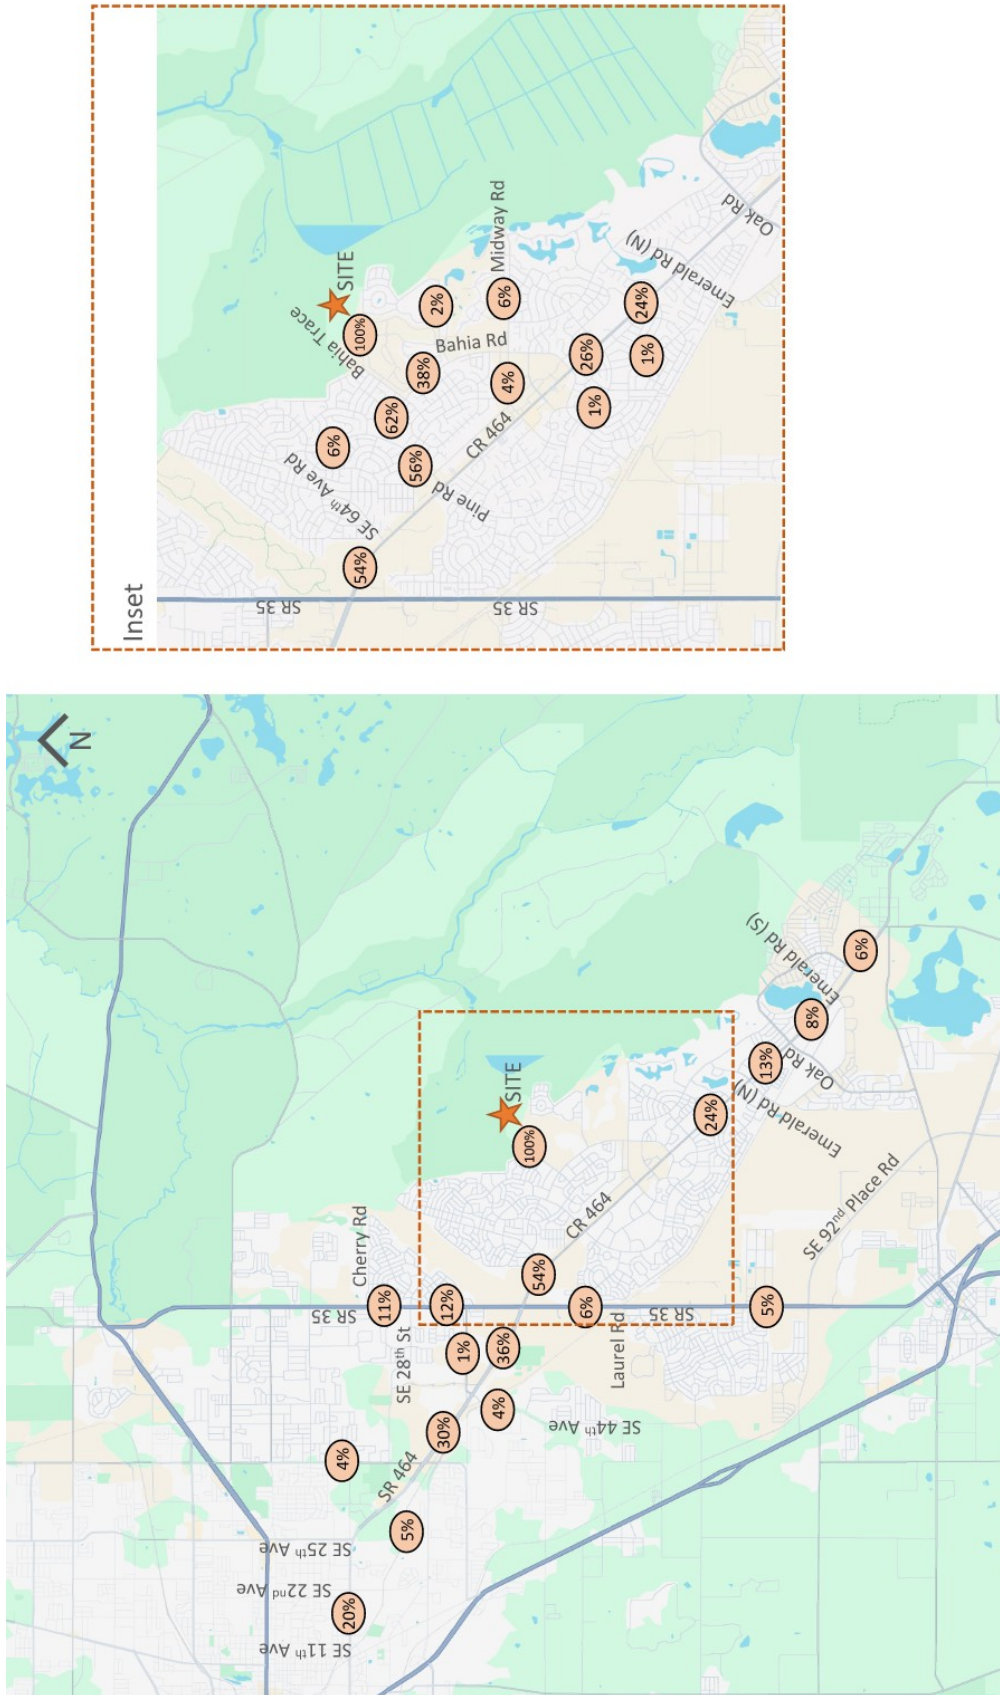 Inset
SITE
Bahia Trace
100%
2%
Midway Rd
6%
Bahia Rd
38%
62%
6%
4%
26%
24%
Emerald Rd (N)
Oak Rd
1%
1%
CR 464
56%
Pine Rd
SE 64th Ave Rd
54%
SR 35
SR 35
N
SITE
100%
Cherry Rd
11%
SR 35
12%
SE 28th St
1%
36%
54%
CR 464
6%
Laurel Rd
SR 35
5%
24%
Emerald Rd (N)
13%
Oak Rd
8%
Emerald Rd (S)
6%
SE 92nd Place Rd
4%
SE 44th Ave
30%
SR 464
4%
5%
SE 25th Ave
SE 22nd Ave
20%
SE 11th Ave